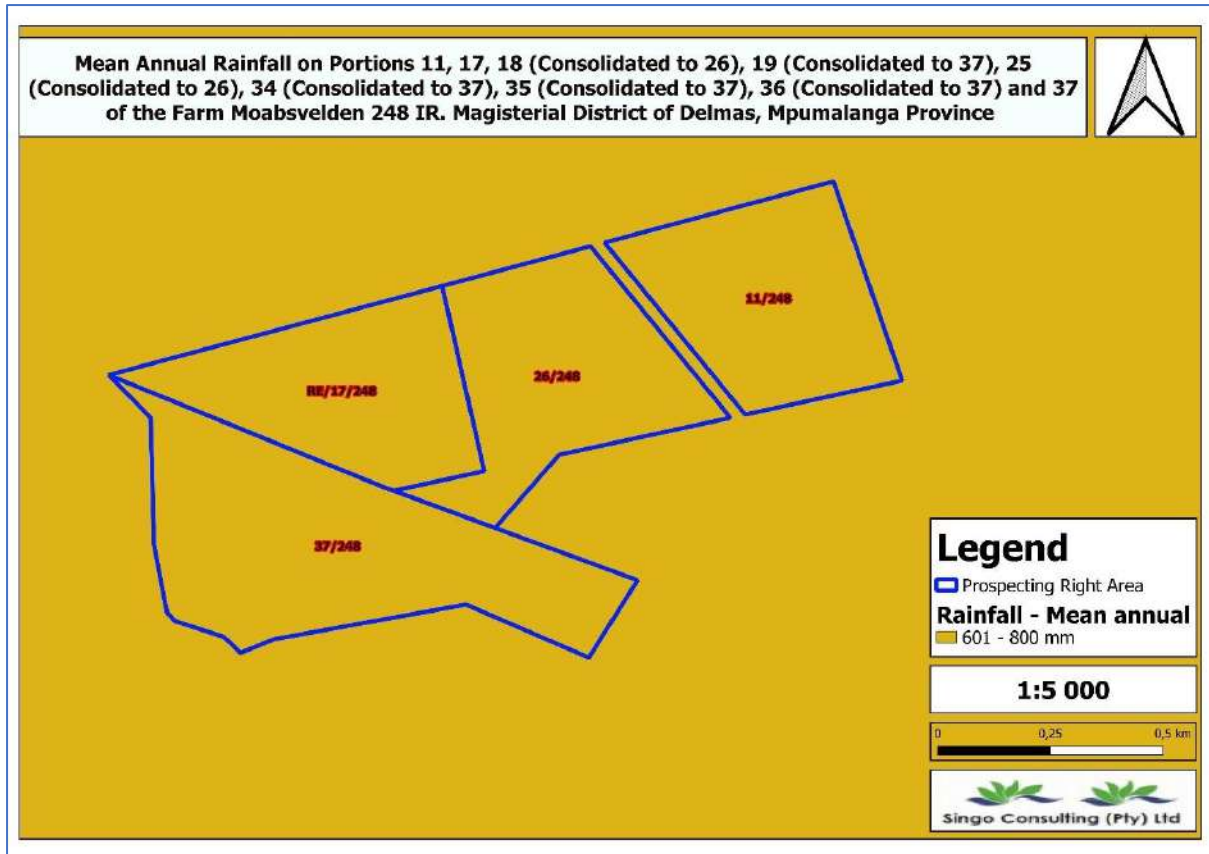 Mean Annual Rainfall on Portions 11, 17, 18 (Consolidated to 26), 19 (Consolidated to 37), 25
(Consolidated to 26), 34 (Consolidated to 37), 35 (Consolidated to 37), 36 (Consolidated to 37) and 37
of the Farm Moabsvelden 248 IR. Magisterial District of Delmas, Mpumalanga Province
11/248
26/248
RE/17/248
37/248
Legend
Prospecting Right Area
Rainfall - Mean annual
601 - 800 mm
1:5 000
0 0,25 0,5 km
Singo Consulting (Pty) Ltd